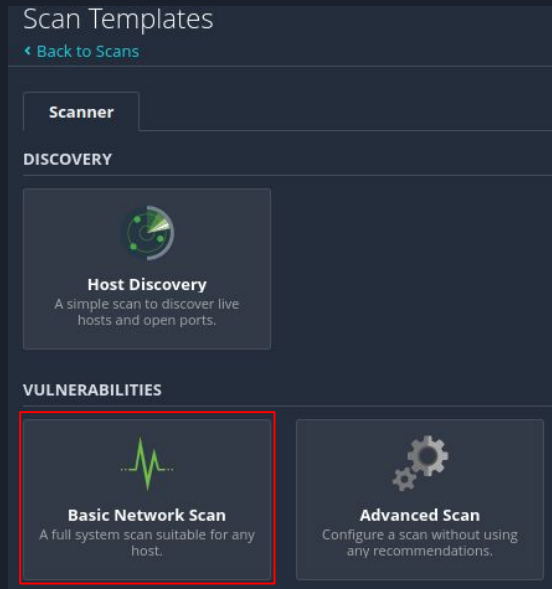 Scan Templates
Back to Scans
Scanner
DISCOVERY
Host Discovery
A simple scan to discover live
hosts and open ports.
VULNERABILITIES
Basic Network Scan
A full system scan suitable for any
host.
Advanced Scan
Configure a scan without using
any recommendations.